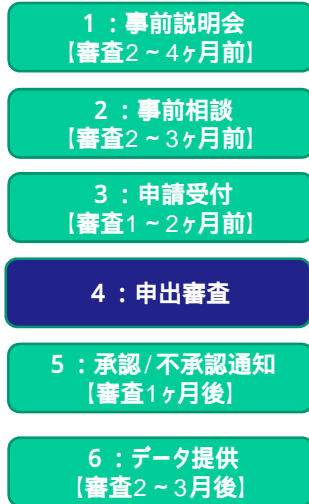 1：事前説明会
【審査2～4ヶ月前】
2：事前相談
【審査2～3ヶ月前】
3：申請受付
【審査1～2ヶ月前】
4：申出審査
5：承認/不承認通知
【審査1ヶ月後】
6：データ提供
【審査2～3月後】